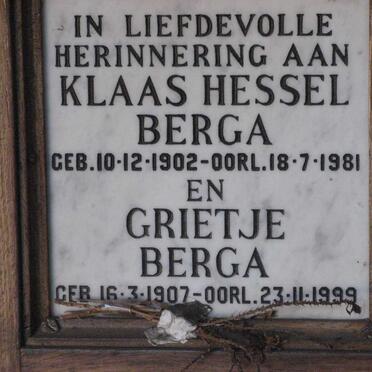 IN LIEFDEVOLLE
HERINNERING AAN
KLAAS HESSEL
BERGA
GEB.10·12·1902-OORL.18·7·1981
EN
GRIETJE
BERGA
GEB 16·3·1907-OORL.23·11·1999